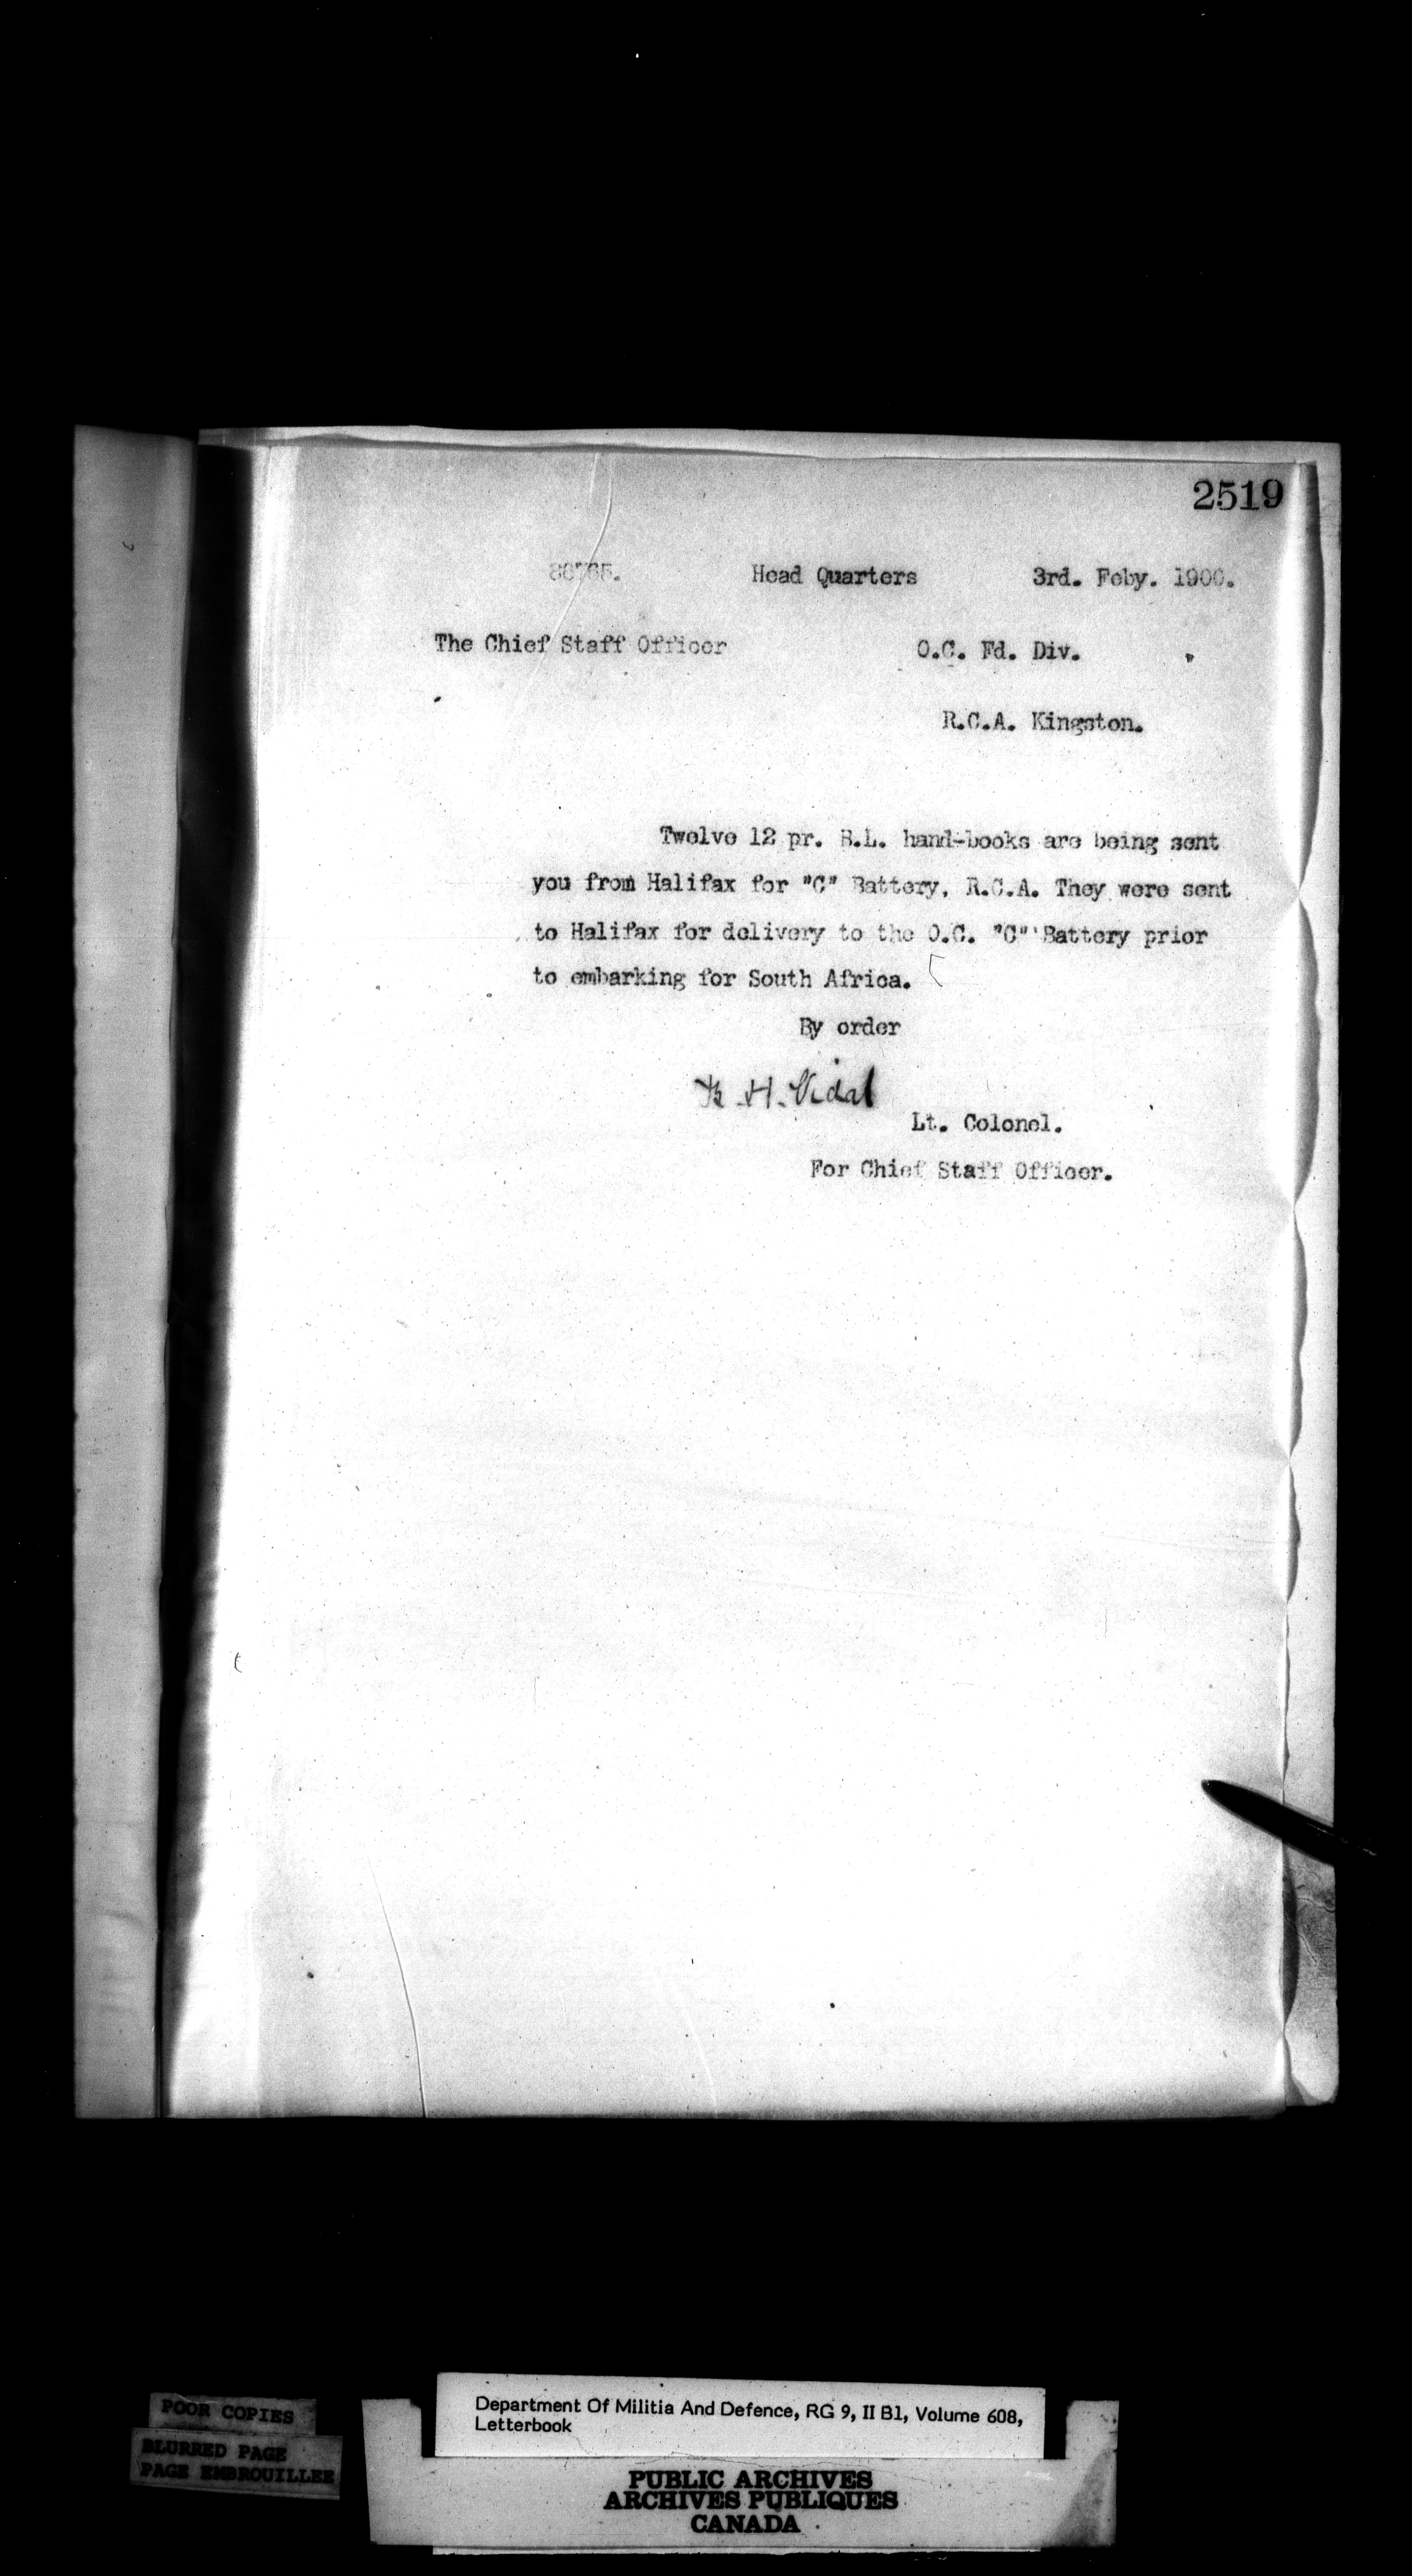 2519
Head Quarters 3rd. Feby. 1900.
The Chief Staff Officer O.C. Fd. Div.
R.C.A. Kingston.
Twelve 12 pr. B.L. hand-books are being sent
you from Halifax for "C" Battery, R.C.A. They were sent
to Halifax for delivery to the O.C. "C" Battery prior
to embarking for South Africa.
By order
B.H. Vidal
Lt. Colonel.
For Chief Staff Officer.
POOR COPIES
BLURRED PAGE
PAGE EMBROUILLEE
Department Of Militia And Defence, RG 9, II B1, Volume 608,
Letterbook
PUBLIC ARCHIVES
ARCHIVES PUBLIQUES
CANADA